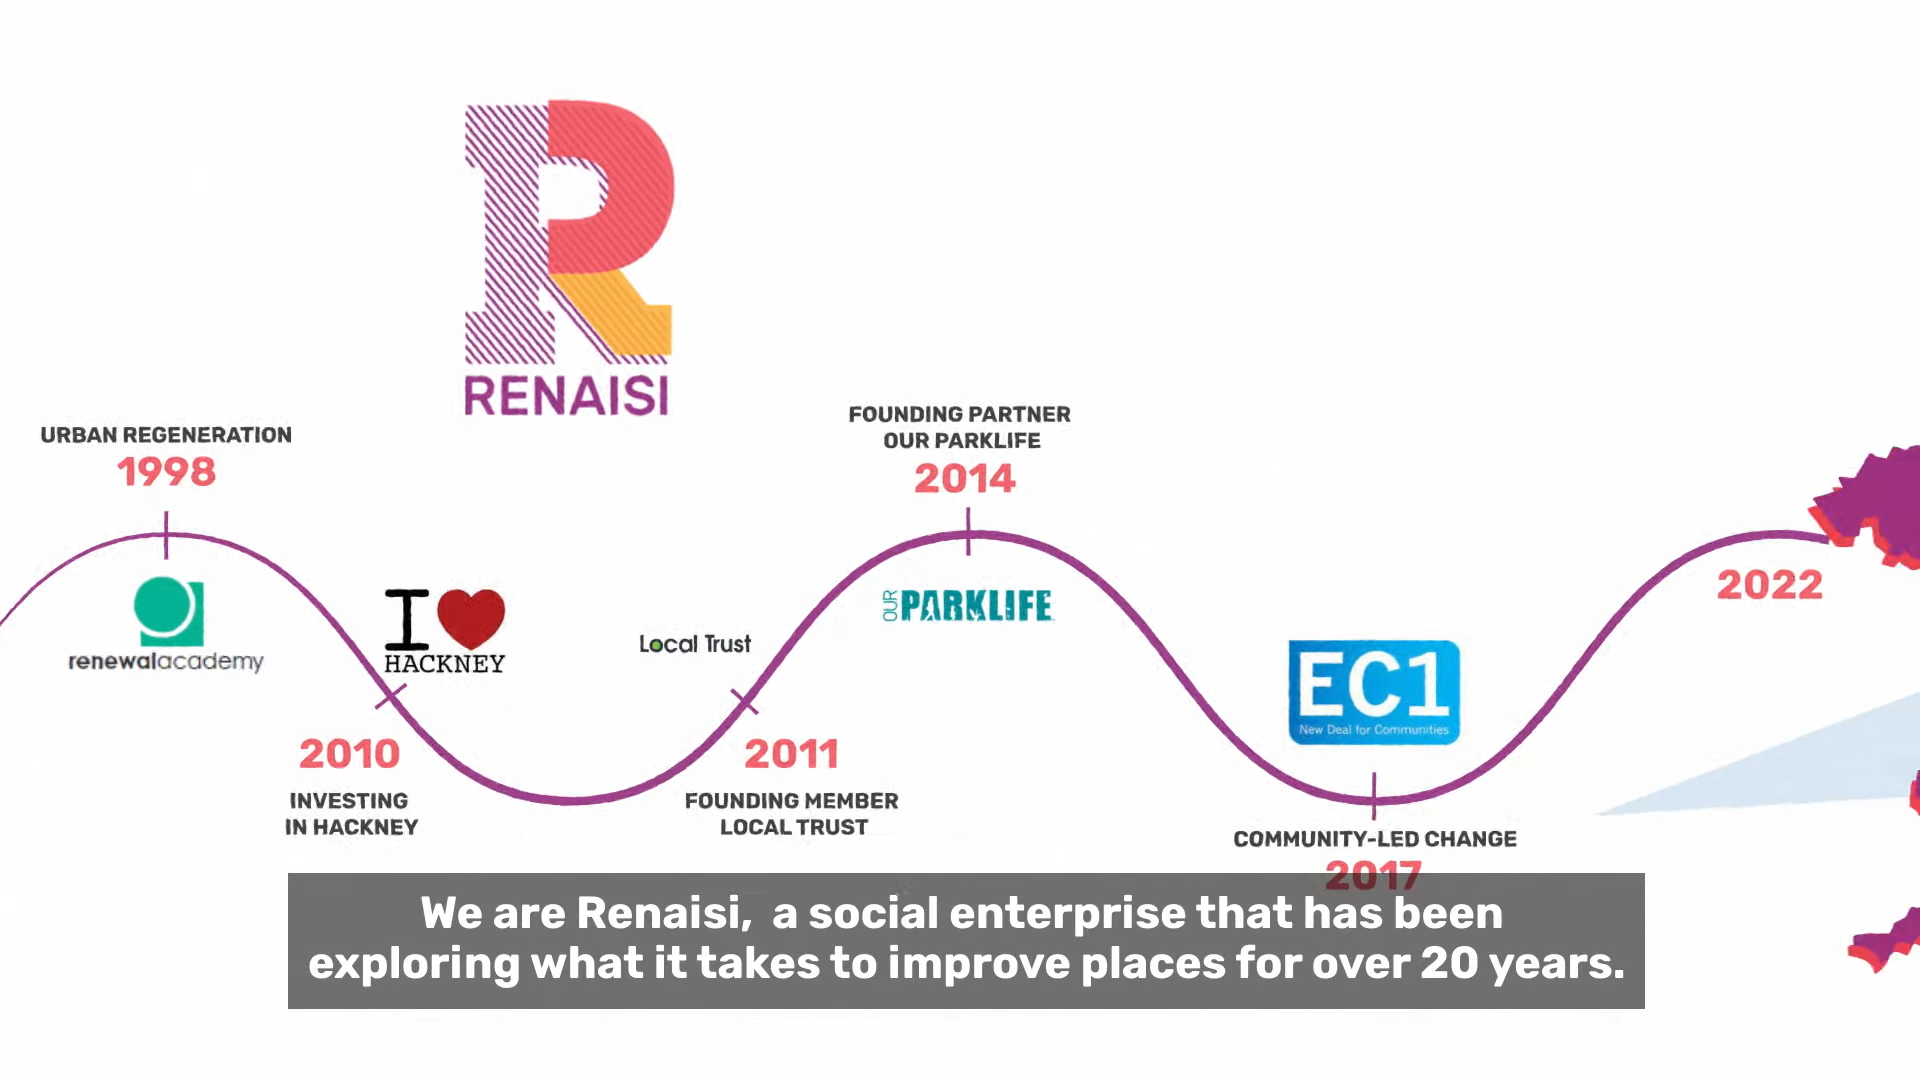 RENAISI
URBAN REGENERATION
1998
renewalacademy
I
HACKNEY
2010
INVESTING
IN HACKNEY
Local Trust
2011
FOUNDING MEMBER
LOCAL TRUST
FOUNDING PARTNER
OUR PARKLIFE
2014
OUR PARKLIFE
EC1
New Deal for Communities
COMMUNITY-LED CHANGE
2017
2022
We are Renaisi, a social enterprise that has been
exploring what it takes to improve places for over 20 years.